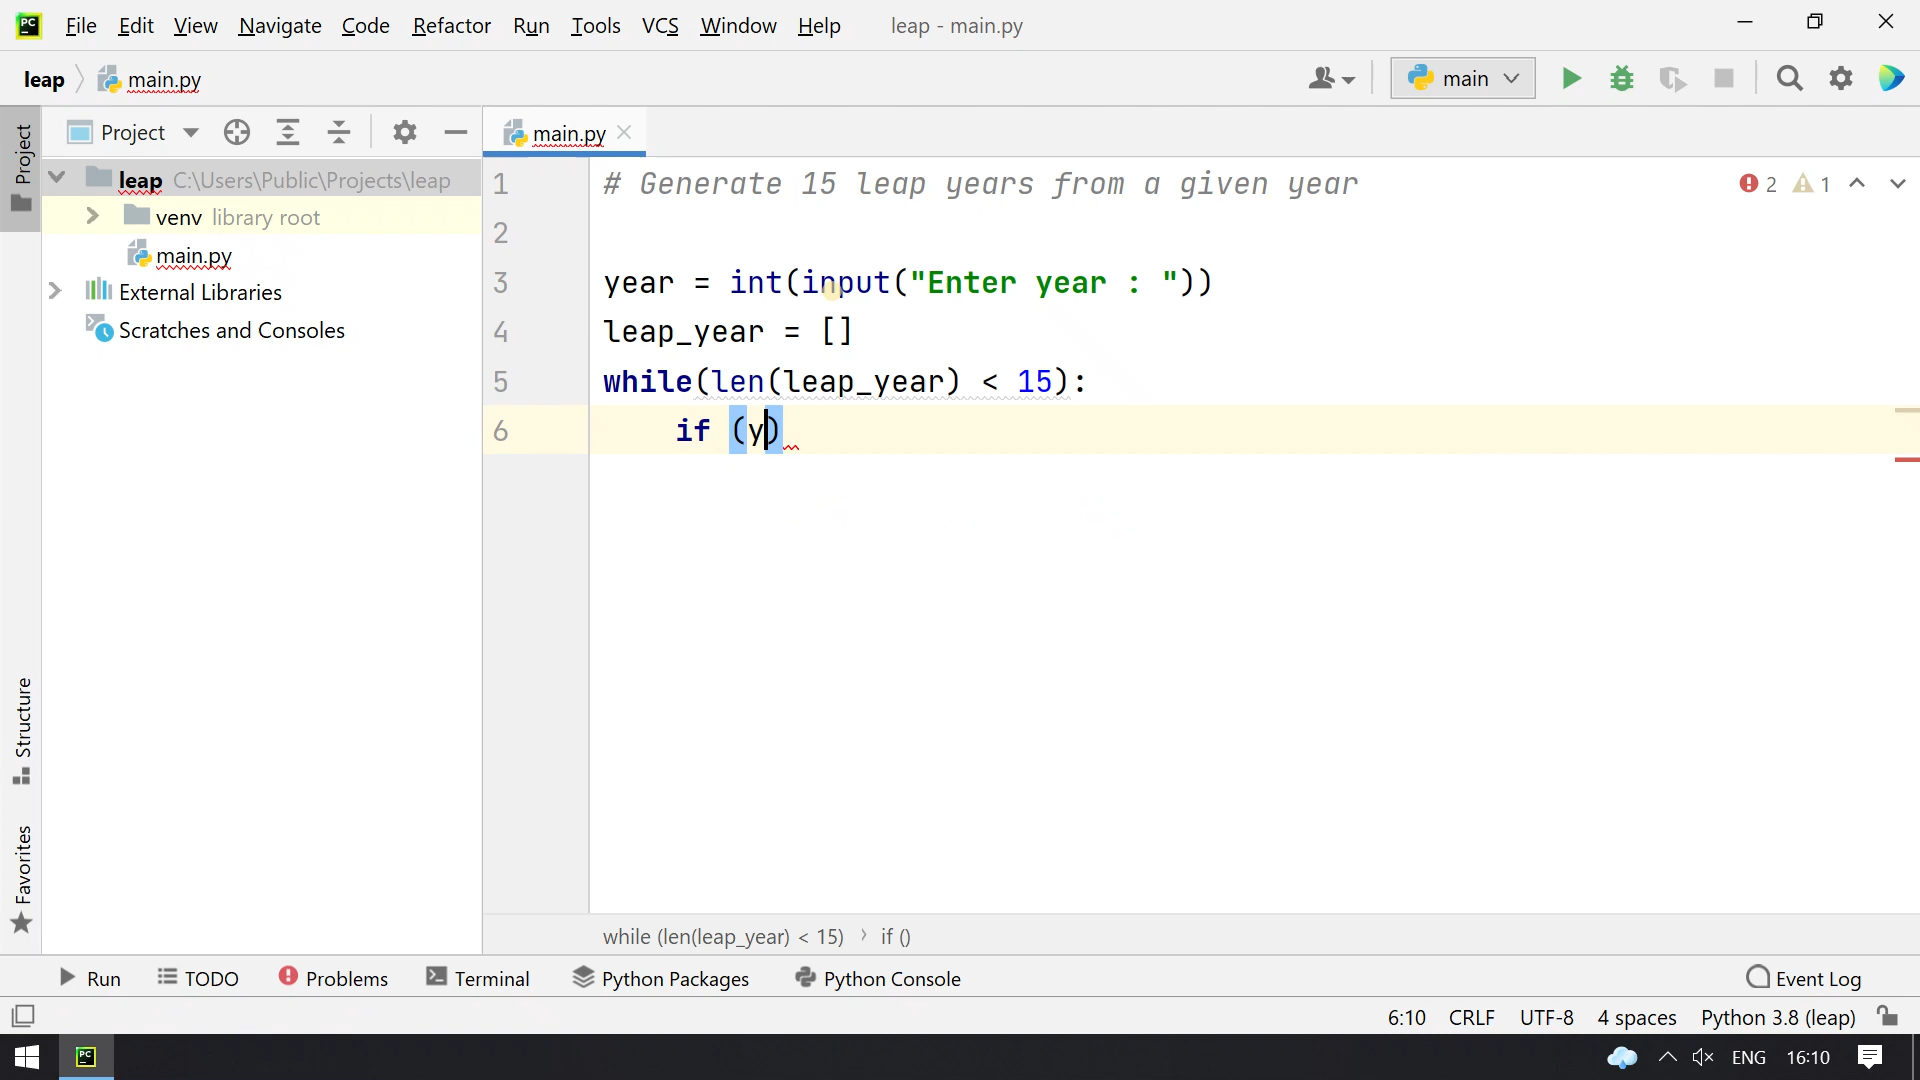 PC File Edit View Navigate Code Refactor Run Tools VCS Window Help leap - main.py
leap main.py main
Project
Project main.py
leap C:\Users\Public\Projects\leap
venv library root
main.py
External Libraries
Scratches and Consoles
1 # Generate 15 leap years from a given year
2 1
2
3 year = int(input("Enter year : "))
4 leap_year = []
5 while(len(leap_year) < 15):
6 if (y)
Structure
Favorites
while (len(leap_year) < 15) if ()
Run TODO Problems Terminal Python Packages Python Console Event Log
6:10 CRLF UTF-8 4 spaces Python 3.8 (leap)
PC ENG 16:10